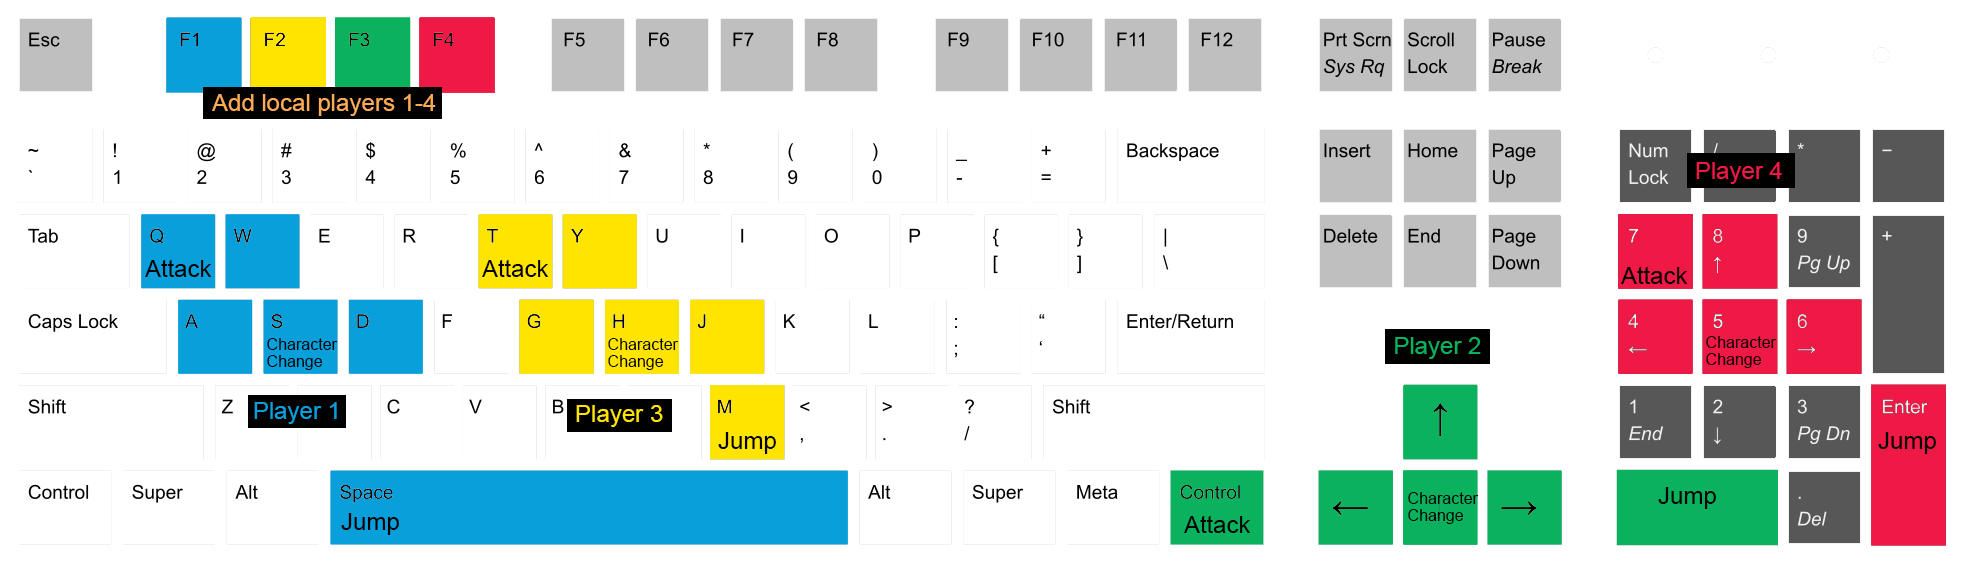 Esc F1 F2 F3 F4 F5 F6 F7 F8 F9 F10 F11 F12 Prt Scrn Scroll Pause
Sys Rq Lock Break
Add local players 1-4
~ ! @ # $ % ^ & * ( ) _ + Backspace Insert Home Page Num / * −
` 1 2 3 4 5 6 7 8 9 0 - = Up Lock
Player 4
Tab Q W E R T Y U I O P { } | Delete End Page 7 8 9 +
Attack Attack [ ] \ Down Attack ↑ Pg Up
Caps Lock A S D F G H J K L : “ Enter/Return 4 5 6
Character Character ; ‘ ← Character →
Change Change Change
Player 2
Shift Z C V B M < > ? Shift ↑ 1 2 3 Enter
Player 1 Player 3 Jump , . / End ↓ Pg Dn Jump
Control Super Alt Space Alt Super Meta Control ← Character → Jump .
Jump Attack Change Del